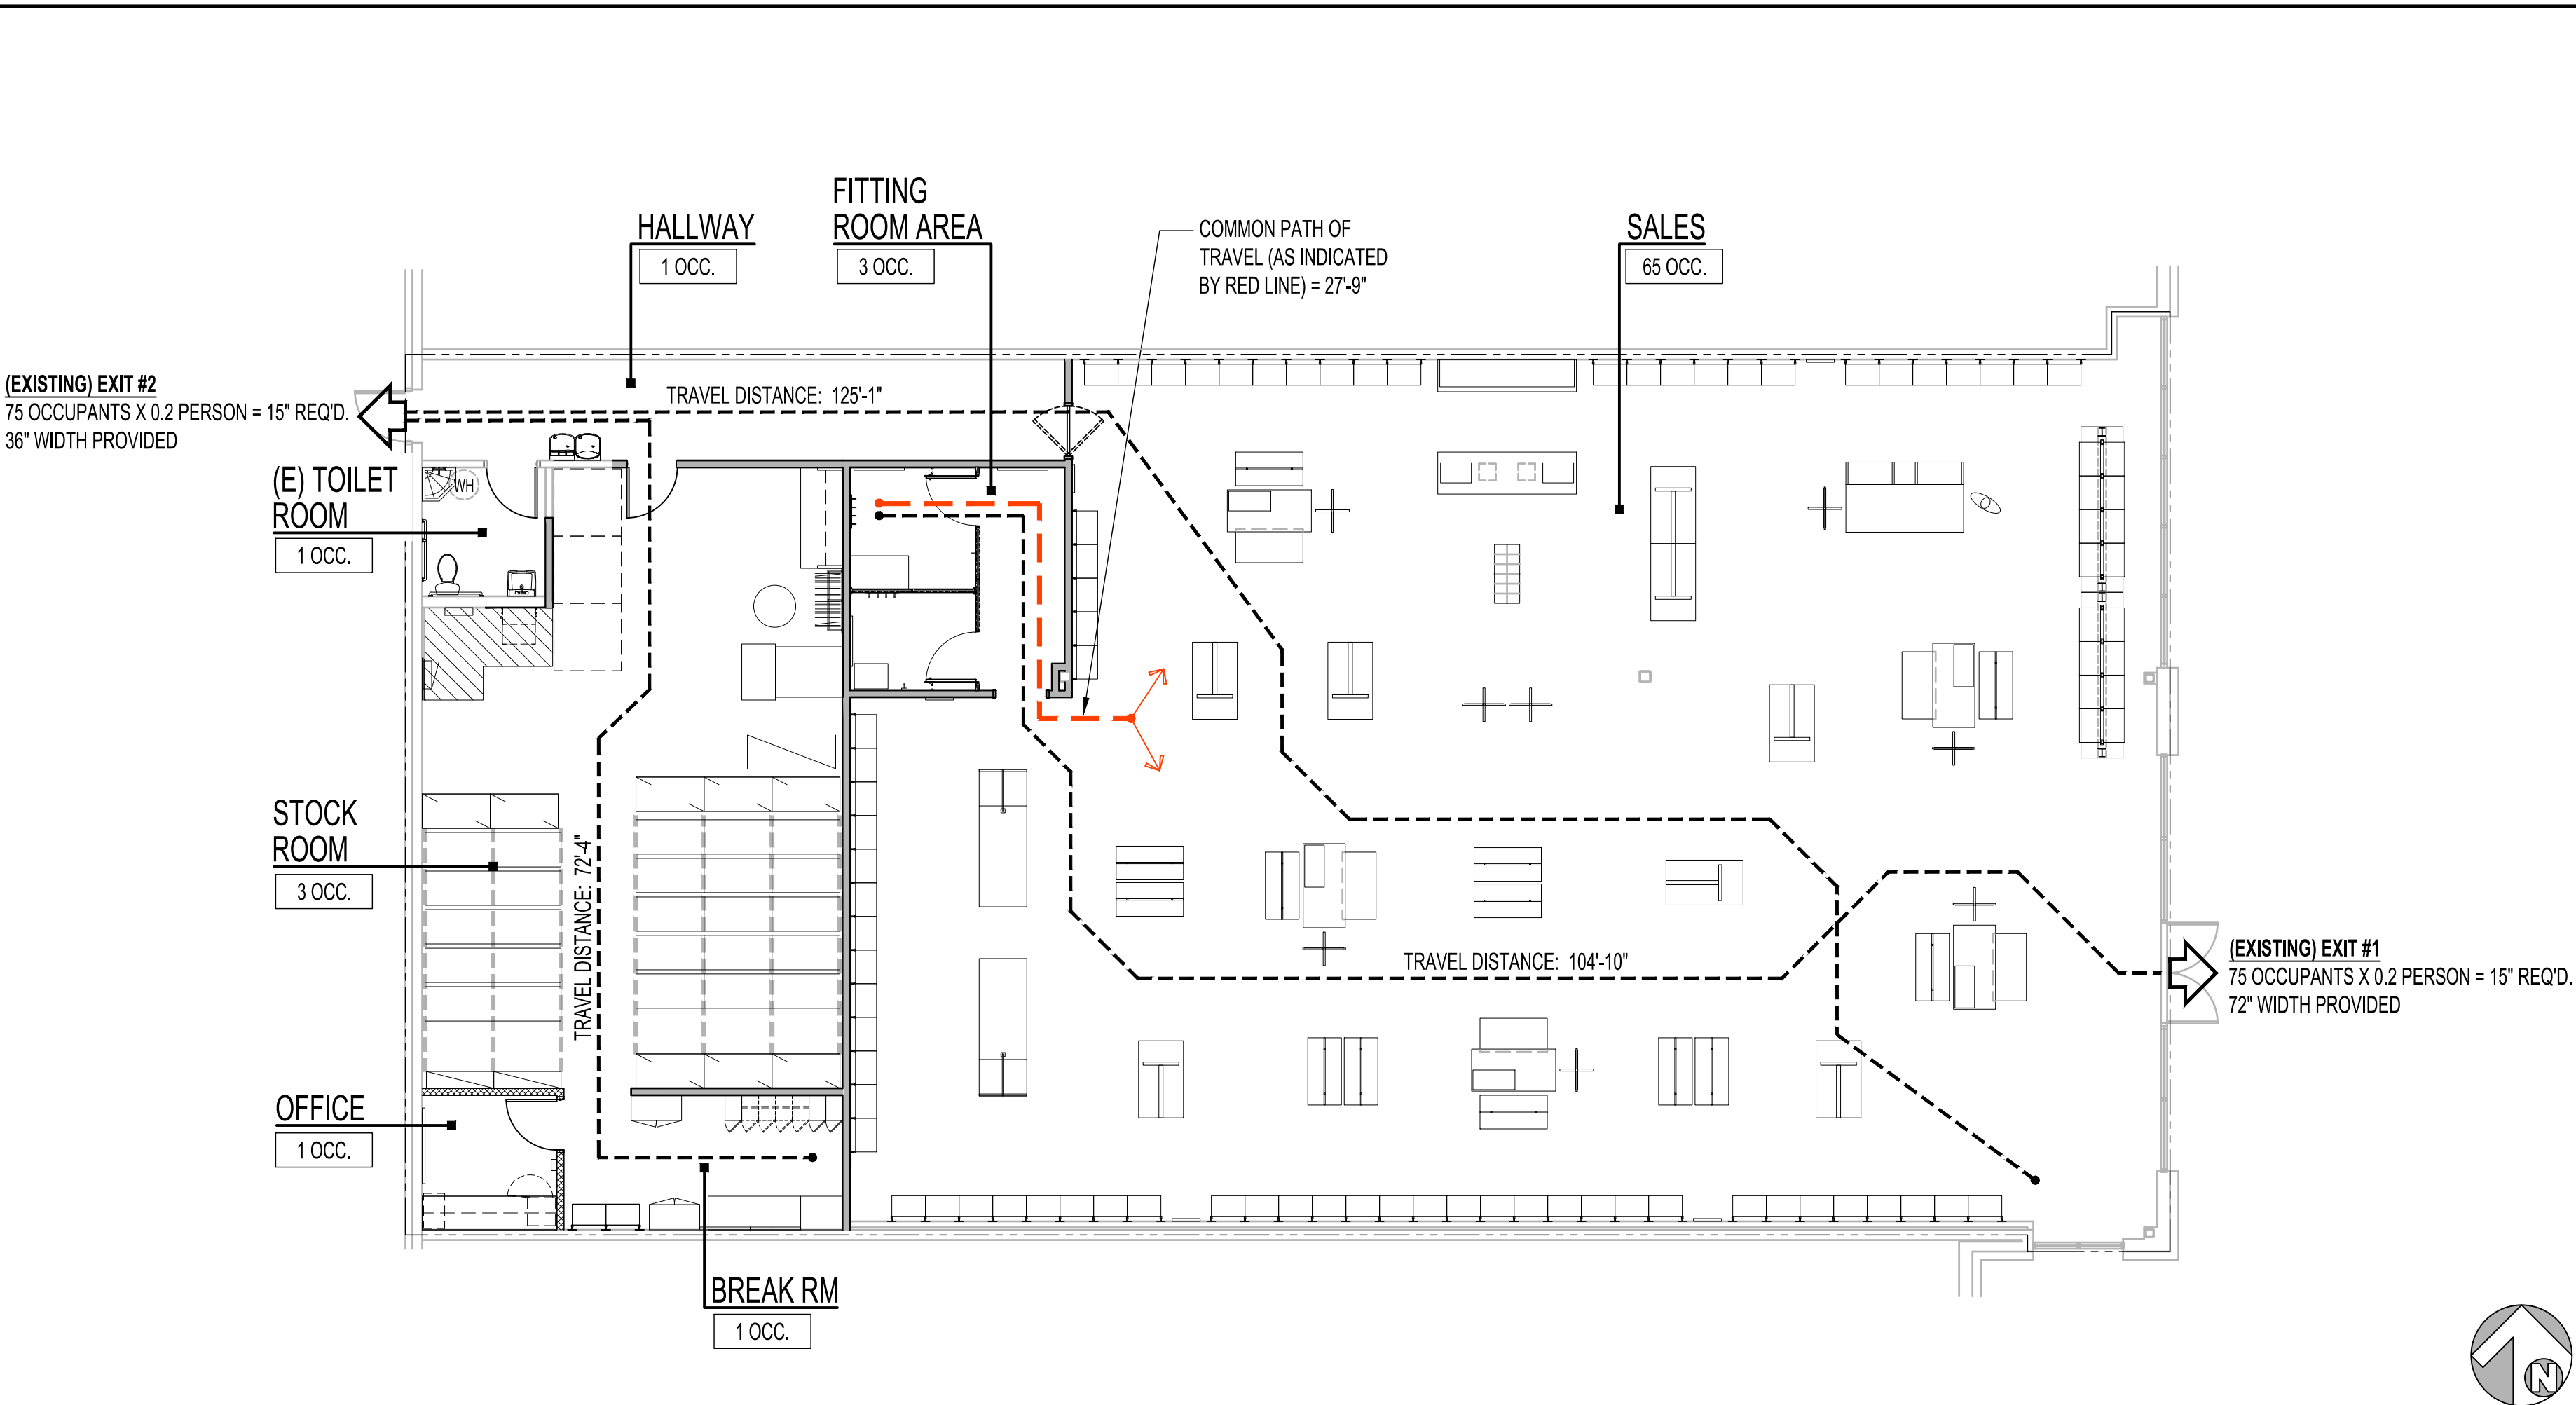 FITTING
ROOM AREA
3 OCC.
HALLWAY
1 OCC.
COMMON PATH OF
TRAVEL (AS INDICATED
BY RED LINE) = 27'-9"
SALES
65 OCC.
(EXISTING) EXIT #2
75 OCCUPANTS X 0.2 PERSON = 15" REQ'D.
36" WIDTH PROVIDED
TRAVEL DISTANCE: 125'-1"
(E) TOILET
ROOM
1 OCC.
WH
STOCK
ROOM
3 OCC.
TRAVEL DISTANCE: 72'-4"
TRAVEL DISTANCE: 104'-10"
(EXISTING) EXIT #1
75 OCCUPANTS X 0.2 PERSON = 15" REQ'D.
72" WIDTH PROVIDED
OFFICE
1 OCC.
BREAK RM
1 OCC.
N